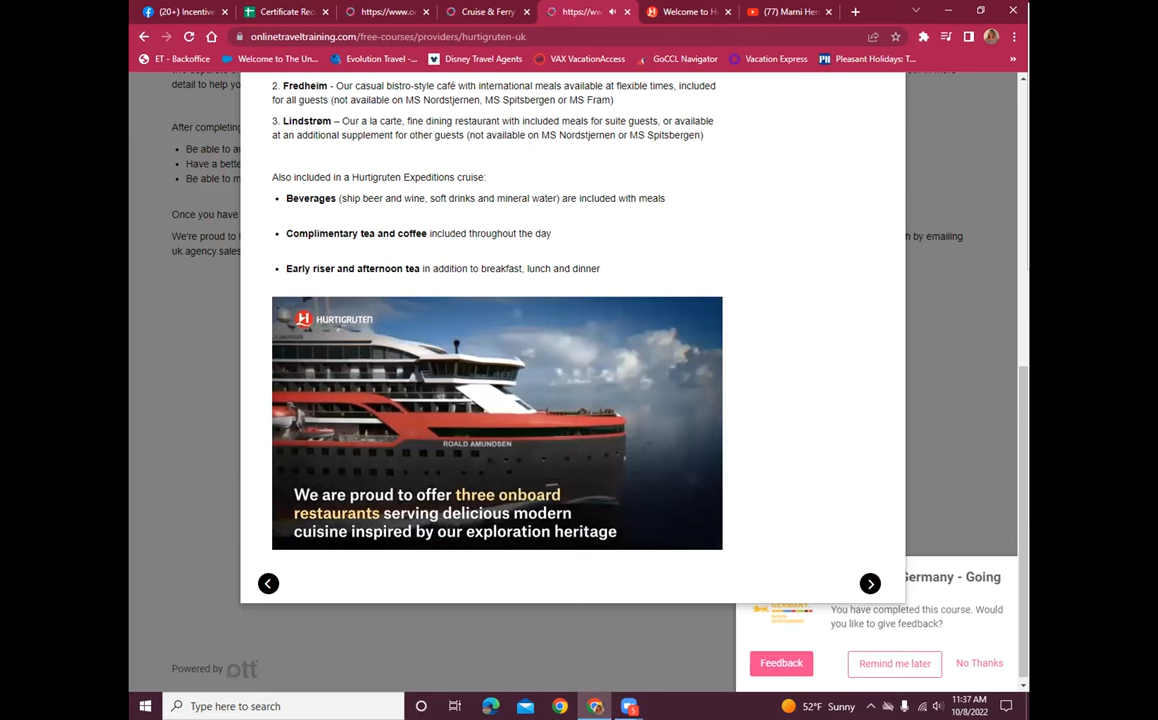 (20+) Incentive
Certificate Rec
https://www.o
Cruise & Ferry
https://ww
Welcome to H
(77) Marni Her
onlinetraveltraining.com/free-courses/providers/hurtigruten-uk
ET - Backoffice
Welcome to The Un...
Evolution Travel -...
Disney Travel Agents
VAX VacationAccess
GoCCL Navigator
Vacation Express
Pleasant Holidays: T...
detail to help you
After completing
Be able to a
Have a bette
Be able to m
Once you have
We're proud to
uk.agency.sales
h by emailing
2. Fredheim - Our casual bistro-style café with international meals available at flexible times, included
for all guests (not available on MS Nordstjernen, MS Spitsbergen or MS Fram)
3. Lindstrøm – Our a la carte, fine dining restaurant with included meals for suite guests, or available
at an additional supplement for other guests (not available on MS Nordstjernen or MS Spitsbergen)
Also included in a Hurtigruten Expeditions cruise:
Beverages (ship beer and wine, soft drinks and mineral water) are included with meals
Complimentary tea and coffee included throughout the day
Early riser and afternoon tea in addition to breakfast, lunch and dinner
HURTIGRUTEN
ROALD AMUNDSEN
We are proud to offer three onboard
restaurants serving delicious modern
cuisine inspired by our exploration heritage
Germany - Going
GERMANY
You have completed this course. Would
you like to give feedback?
Feedback
Remind me later
No Thanks
Powered by ott
Type here to search
52°F Sunny
11:37 AM
10/8/2022